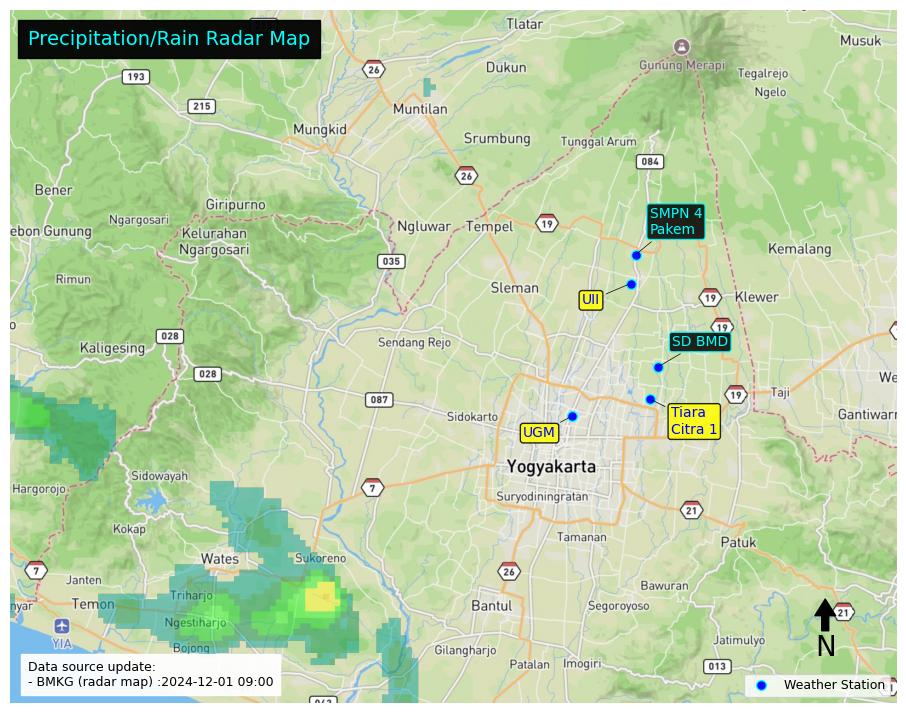 Precipitation/Rain Radar Map
Tlatar
Musuk
26
Dukun
Gunung Merapi
Tegalrejo
Ngelo
193
215
Muntilan
Mungkid
Srumbung
Tunggal Arum
084
26
Bener
Ngargosari
Giripurno
SMPN 4
Pakem
ebon Gunung
Kelurahan
Ngargosari
Ngluwar
Tempel
19
Kemalang
035
Rimun
Sleman
UII
19
Klewer
19
028
Sendang Rejo
SD BMD
Kaligesing
028
We
087
Taji
19
Sidokarto
Tiara
Citra 1
Gantiwarn
UGM
Yogyakarta
Hargorojo
Sidowayah
7
Suryodiningratan
21
Kokap
Tamanan
Patuk
Wates
Sukoreno
7
Janten
26
Bawuran
nyar
Temon
Triharjo
Bantul
Segoroyoso
21
YIA
Ngestiharjo
Bojong
Gilangharjo
Jatimulyo
N
Patalan
Imogiri
013
Data source update:
- BMKG (radar map) :2024-12-01 09:00
Weather Station